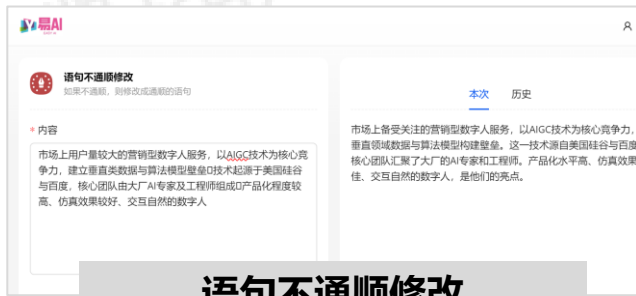 易AI
语句不通顺修改
如果不通顺，则修改成通顺的语句
本次 历史
* 内容
市场上用户量较大的营销型数字人服务，以AIGC技术为核心竞
争力，建立垂类数据与算法模型壁垒▯技术起源于美国硅谷
与百度，核心团队由大厂AI专家及工程师组成▯产品化程度较
高、仿真效果较好、交互自然的数字人
市场上备受关注的营销型数字人服务，以AIGC技术为核心竞争力，
垂直领域数据与算法模型构建壁垒。这一技术源自美国硅谷与百度
核心团队汇聚了大厂的AI专家和工程师。产品化水平高、仿真效果
佳、交互自然的数字人，是他们的亮点。
语句不通顺修改